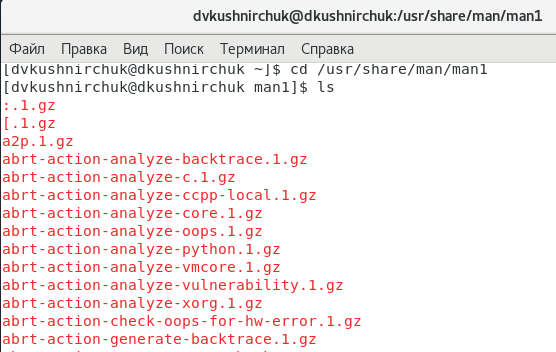 dvkushnirchuk@dkushnirchuk:/usr/share/man/man1
Файл Правка Вид Поиск Терминал Справка
[dvkushnirchuk@dkushnirchuk ~]$ cd /usr/share/man/man1
[dvkushnirchuk@dkushnirchuk man1]$ ls
:.1.gz
[.1.gz
a2p.1.gz
abrt-action-analyze-backtrace.1.gz
abrt-action-analyze-c.1.gz
abrt-action-analyze-ccpp-local.1.gz
abrt-action-analyze-core.1.gz
abrt-action-analyze-oops.1.gz
abrt-action-analyze-python.1.gz
abrt-action-analyze-vmcore.1.gz
abrt-action-analyze-vulnerability.1.gz
abrt-action-analyze-xorg.1.gz
abrt-action-check-oops-for-hw-error.1.gz
abrt-action-generate-backtrace.1.gz